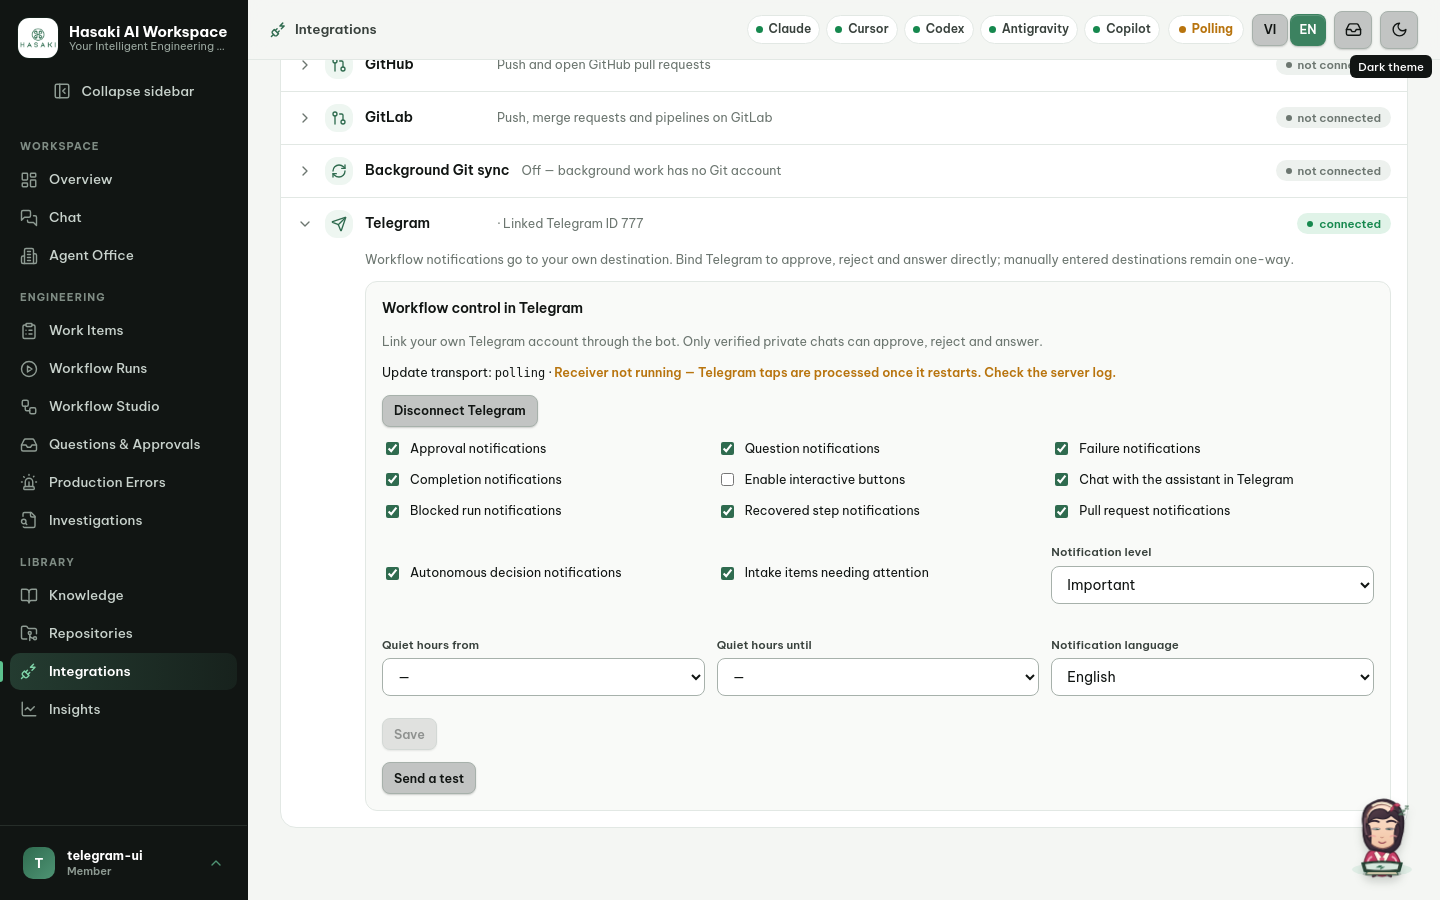 HASAKI
Hasaki AI Workspace
Your Intelligent Engineering ...
Collapse sidebar
WORKSPACE
Overview
Chat
Agent Office
ENGINEERING
Work Items
Workflow Runs
Workflow Studio
Questions & Approvals
Production Errors
Investigations
LIBRARY
Knowledge
Repositories
Integrations
Insights
T
telegram-ui
Member
Integrations
Claude
Cursor
Codex
Antigravity
Copilot
Polling
VI
EN
Dark theme
GitHub Push and open GitHub pull requests
GitLab Push, merge requests and pipelines on GitLab not connected
Background Git sync Off — background work has no Git account not connected
Telegram · Linked Telegram ID 777 connected
Workflow notifications go to your own destination. Bind Telegram to approve, reject and answer directly; manually entered destinations remain one-way.
Workflow control in Telegram
Link your own Telegram account through the bot. Only verified private chats can approve, reject and answer.
Update transport: polling · Receiver not running — Telegram taps are processed once it restarts. Check the server log.
Disconnect Telegram
Approval notifications Question notifications Failure notifications
Completion notifications Enable interactive buttons Chat with the assistant in Telegram
Blocked run notifications Recovered step notifications Pull request notifications
Autonomous decision notifications Intake items needing attention
Notification level
Important
Quiet hours from Quiet hours until Notification language
— — English
Save
Send a test